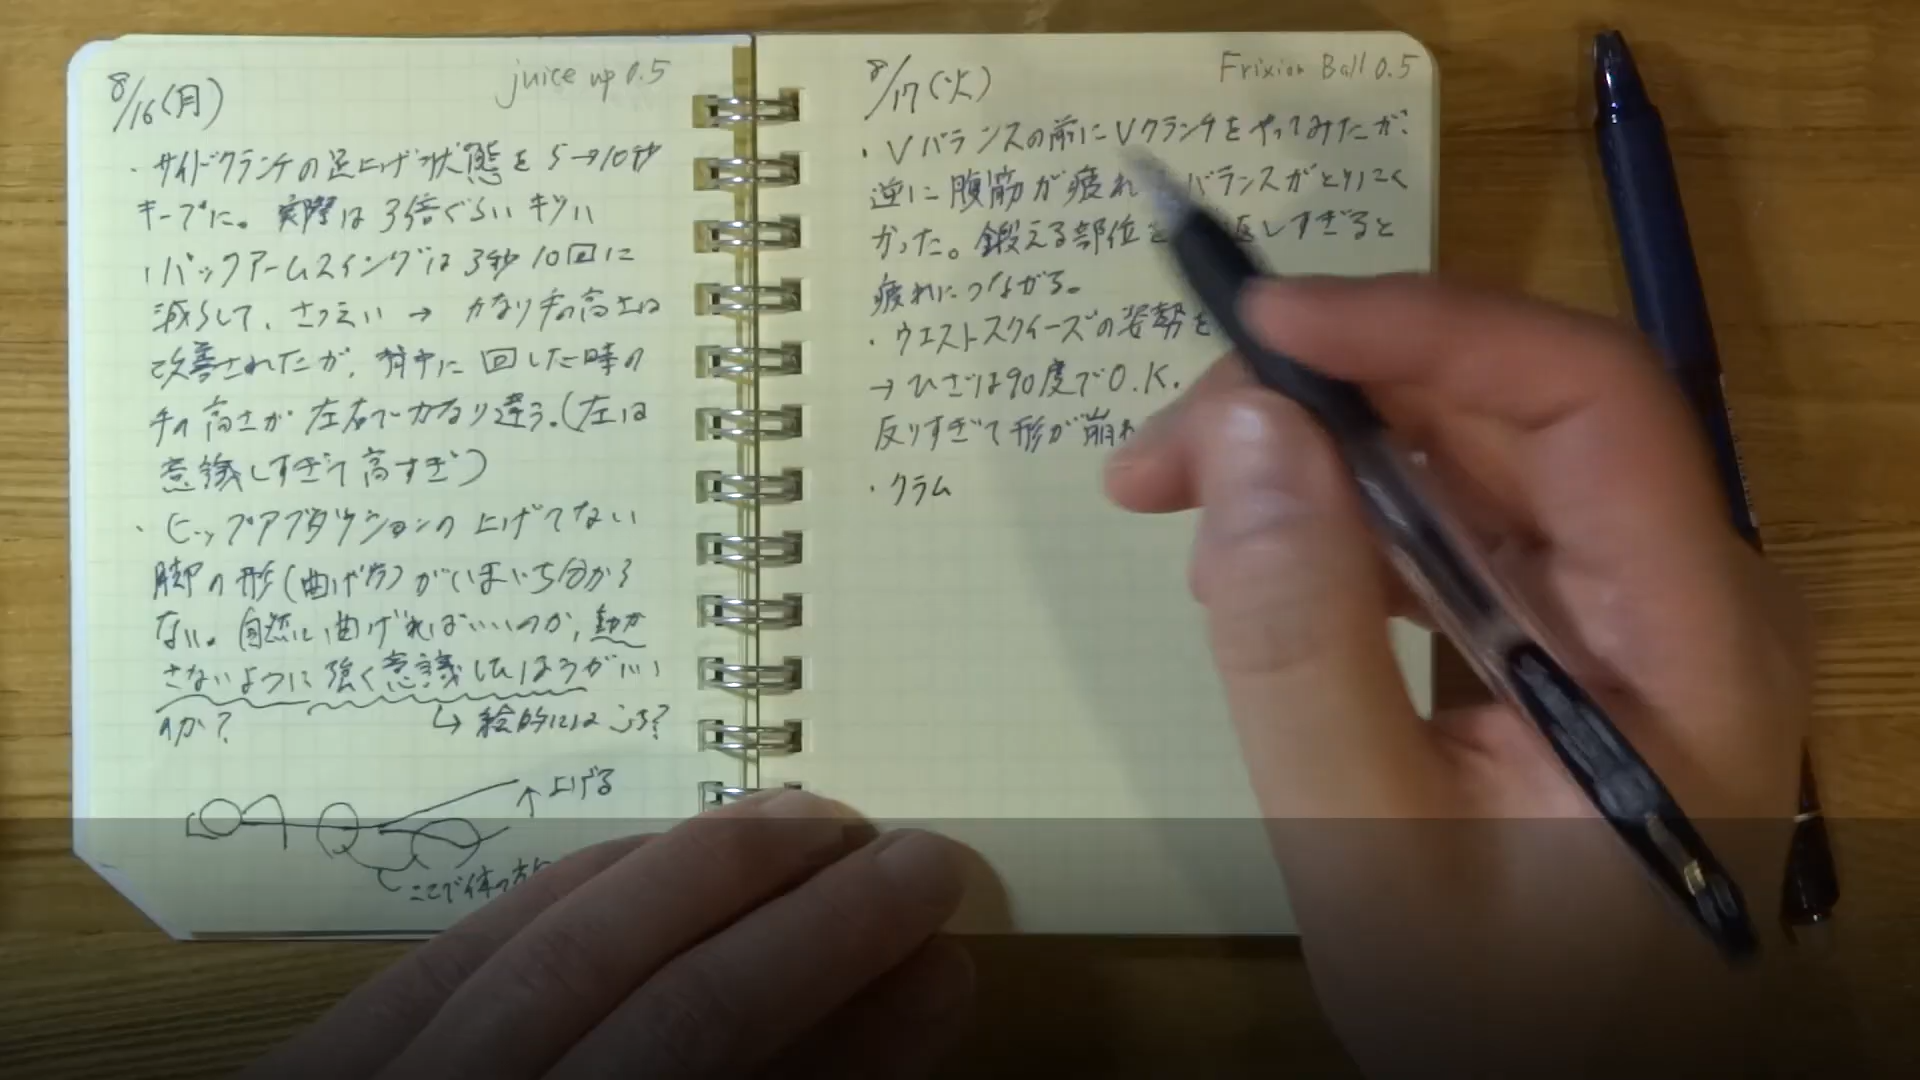 8/16(月)
juice up 0.5
・サイドクランチの足上げ状態を5→10秒
キープに。実際は3倍ぐらいキツい
・バックアームスイングは3秒10回に
減らして、さつえい → かなり手の高さは
改善されたが、背中に回した時の
手の高さが左右でかなり違う。(左は
意識しすぎて高すぎ)
・ヒップアブダクションの上げてない
脚の形(曲げ方)がいまいち分から
ない。自然に曲げればいいのか、動か
さないように強く意識したほうがいい
のか?
↳ 絵的にはこっち?
↑上げる
ここで体の
8/17(火)
Frixion Ball 0.5
・Vバランスの前にVクランチをやってみたが、
逆に腹筋が疲れ バランスがとりにく
かった。鍛える部位を 返しすぎると
疲れにつながる。
・ウエストスクイーズの姿勢を
→ひざは90度でO.K.
反りすぎて形が崩れ
・クラム